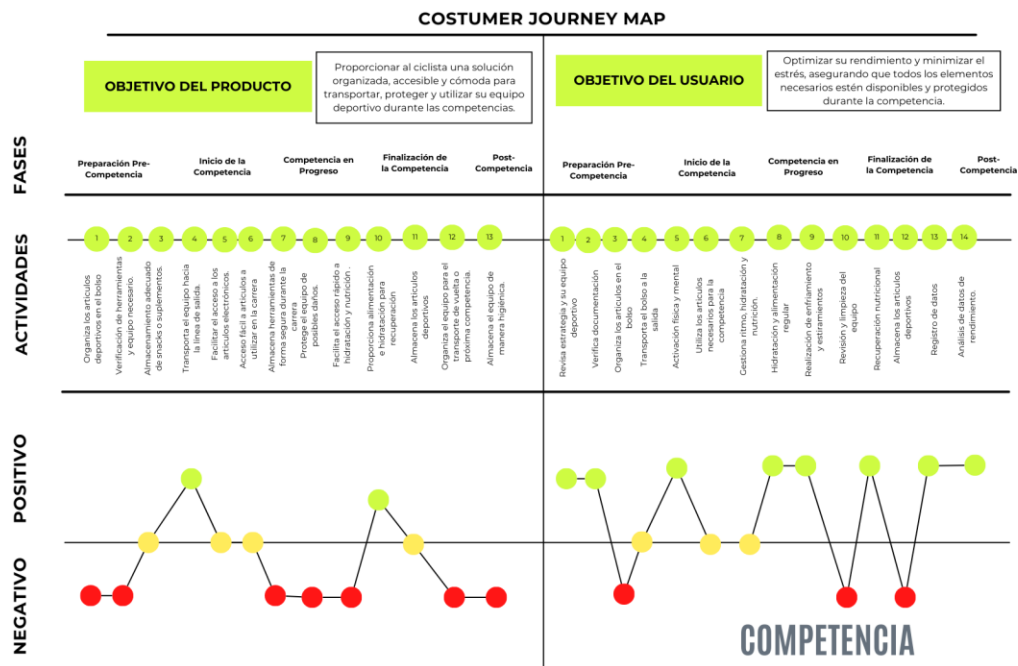 COSTUMER JOURNEY MAP
OBJETIVO DEL PRODUCTO
Proporcionar al ciclista una solución
organizada, accesible y cómoda para
transportar, proteger y utilizar su equipo
deportivo durante las competencias.
OBJETIVO DEL USUARIO
Optimizar su rendimiento y minimizar el
estrés, asegurando que todos los elementos
necesarios estén disponibles y protegidos
durante la competencia.
FASES
Preparación Pre-
Competencia
Inicio de la
Competencia
Competencia en
Progreso
Finalización de
la Competencia
Post-
Competencia
Preparación Pre-
Competencia
Inicio de la
Competencia
Competencia en
Progreso
Finalización de
la Competencia
Post-
Competencia
ACTIVIDADES
1
2
3
4
5
6
7
8
9
10
11
12
13
Organiza los artículos
deportivos en el bolso
Verificación de herramientas
y equipo necesario.
Almacenamiento adecuado
de snacks o suplementos.
Transporta el equipo hacia
la línea de salida.
Facilitar el acceso a los
artículos electrónicos.
Acceso fácil a artículos a
utilizar en la carrera
Almacena herramientas de
forma segura durante la
carrera
Protege el equipo de
posibles daños.
Facilita el acceso rápido a
hidratación y nutrición .
Proporciona alimentación
e hidratación para
recuperación
Almacena los artículos
deportivos
Organiza el equipo para el
transporte de vuelta o
próxima competencia.
Almacena el equipo de
manera higiénica.
1
2
3
4
5
6
7
8
9
10
11
12
13
14
Revisa estrategia y su equipo
deportivo
Verifica documentación
Organiza los artículos en el
bolso
Transporta el bolso a la
salida
Activación física y mental
Utiliza los artículos
necesarios para la
competencia
Gestiona ritmo, hidratación y
nutrición.
Hidratación y alimentación
regular
Realización de enfriamiento
y estiramientos
Revisión y limpieza del
equipo
Recuperación nutricional
Almacena los artículos
deportivos
Registro de datos
Análisis de datos de
rendimiento.
POSITIVO
NEGATIVO
COMPETENCIA